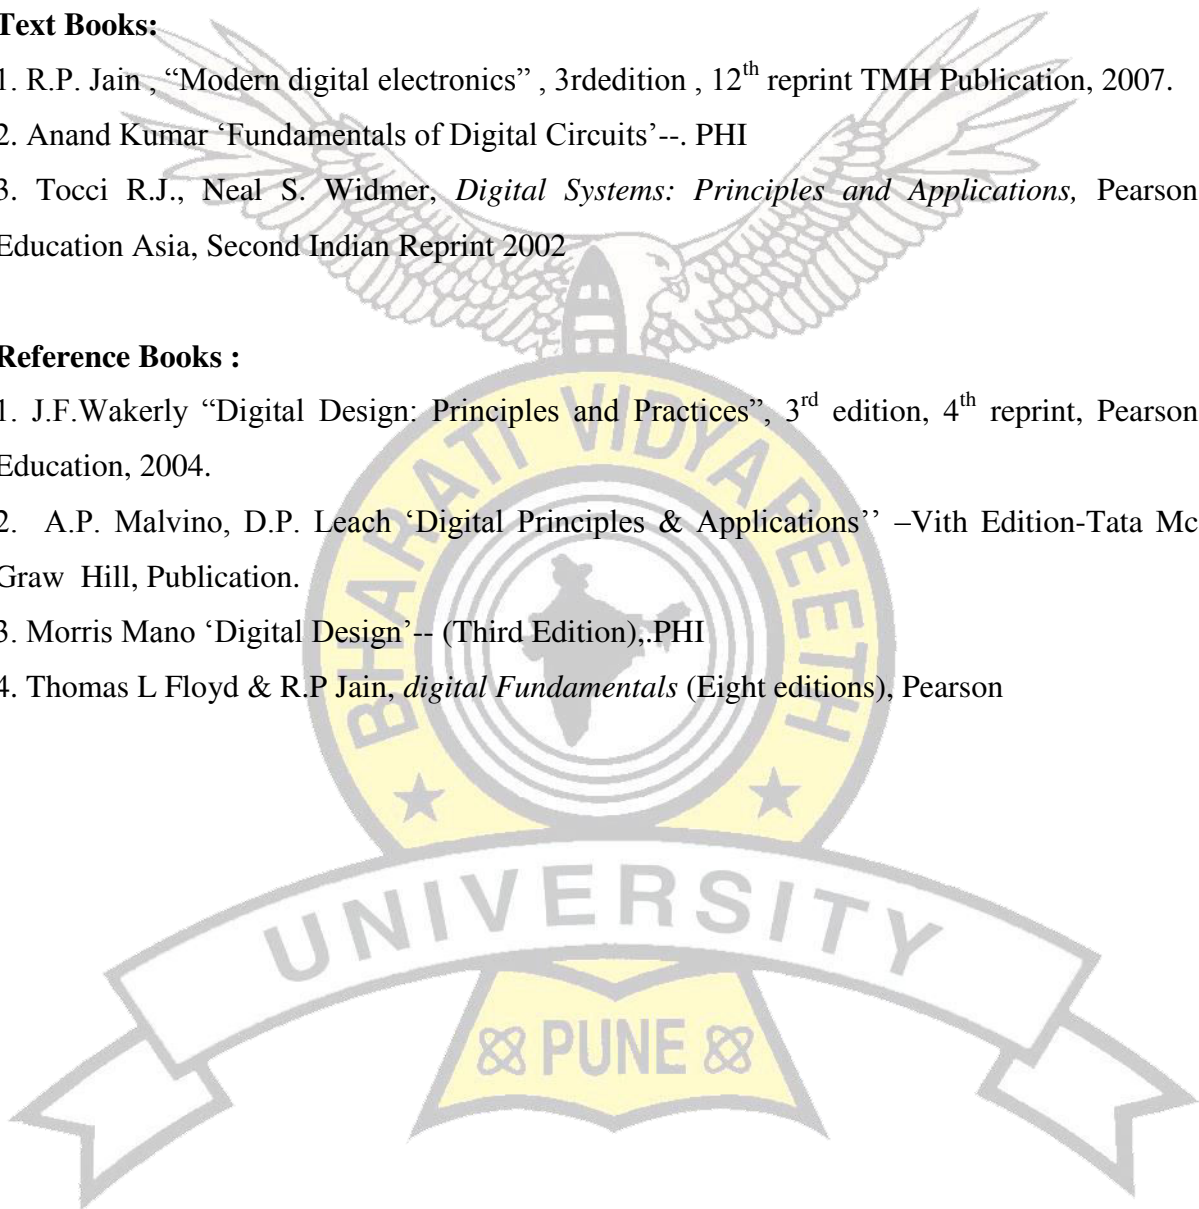 Text Books:
1. R.P. Jain , “Modern digital electronics” , 3rdedition , 12th reprint TMH Publication, 2007.
2. Anand Kumar ‘Fundamentals of Digital Circuits’--. PHI
3. Tocci R.J., Neal S. Widmer, Digital Systems: Principles and Applications, Pearson
Education Asia, Second Indian Reprint 2002
Reference Books :
1. J.F.Wakerly “Digital Design: Principles and Practices”, 3rd edition, 4th reprint, Pearson
Education, 2004.
2. A.P. Malvino, D.P. Leach ‘Digital Principles & Applications’’ –Vith Edition-Tata Mc
Graw Hill, Publication.
3. Morris Mano ‘Digital Design’-- (Third Edition),.PHI
4. Thomas L Floyd & R.P Jain, digital Fundamentals (Eight editions), Pearson
BHARATI VIDYAPEETH
UNIVERSITY
PUNE